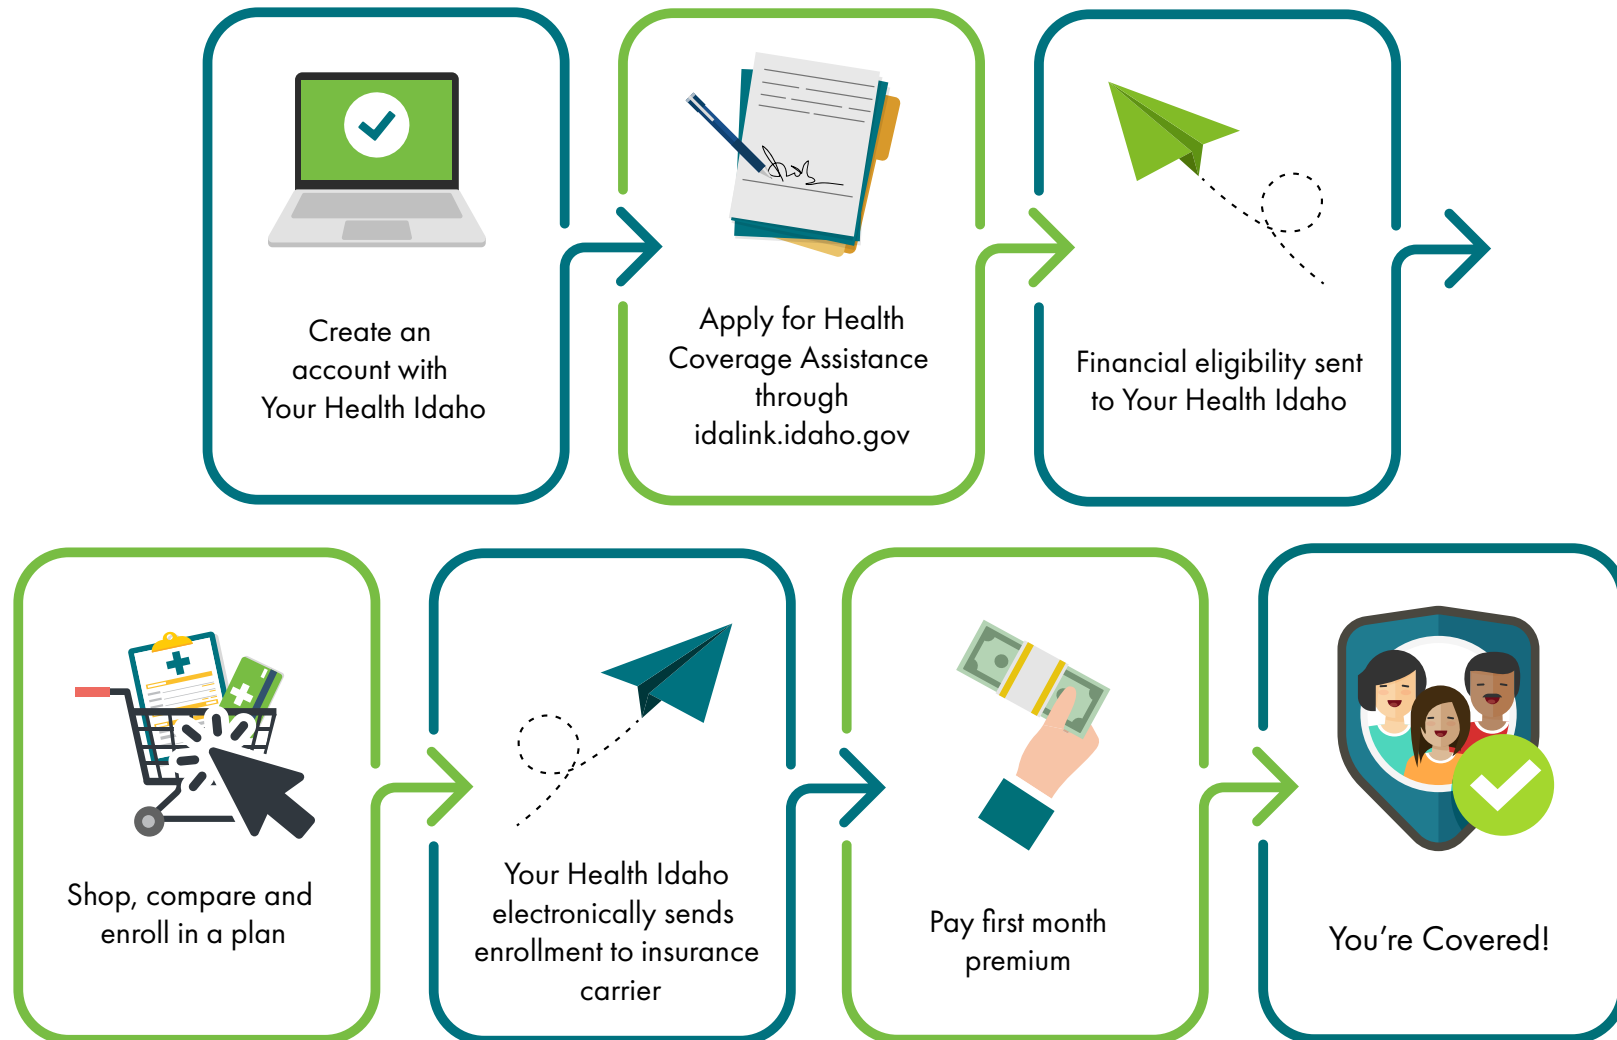 Create an
account with
Your Health Idaho
Apply for Health
Coverage Assistance
through
idalink.idaho.gov
Financial eligibility sent
to Your Health Idaho
Shop, compare and
enroll in a plan
Your Health Idaho
electronically sends
enrollment to insurance
carrier
Pay first month
premium
You’re Covered!